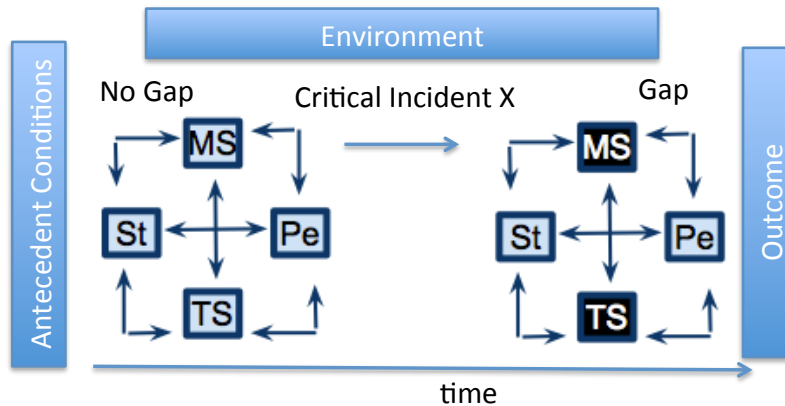 Environment
Antecedent Conditions
No Gap
Critical Incident X
Gap
MS
St
Pe
TS
MS
St
Pe
TS
Outcome
time